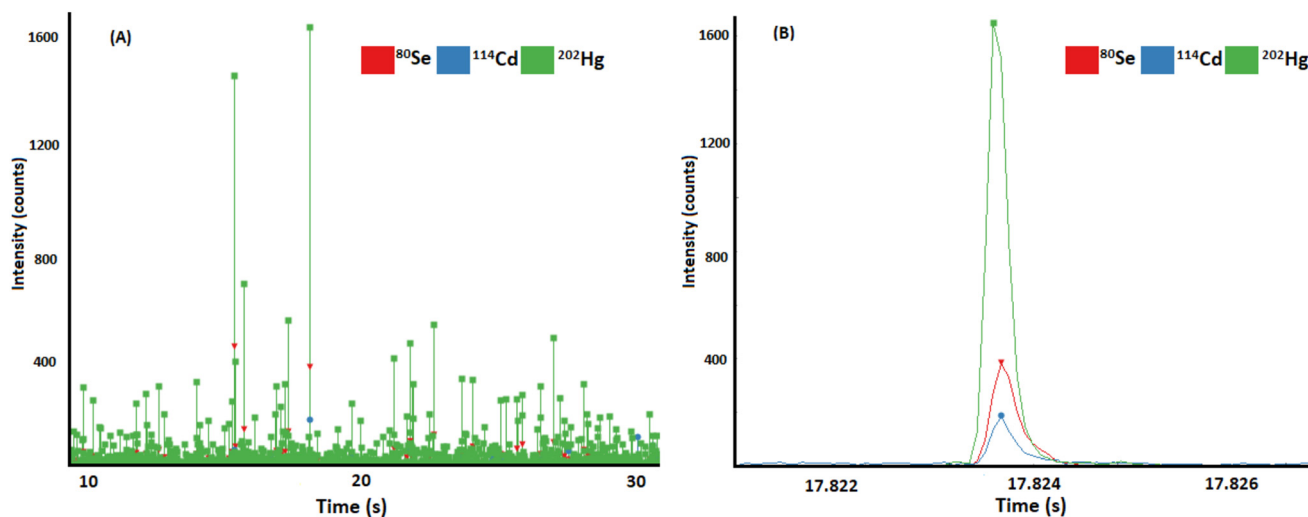 (A)
⁸⁰Se ¹¹⁴Cd ²⁰²Hg
Intensity (counts)
1600
1200
800
400
10 20 30
Time (s)
(B)
⁸⁰Se ¹¹⁴Cd ²⁰²Hg
Intensity (counts)
1600
1200
800
400
17.822 17.824 17.826
Time (s)